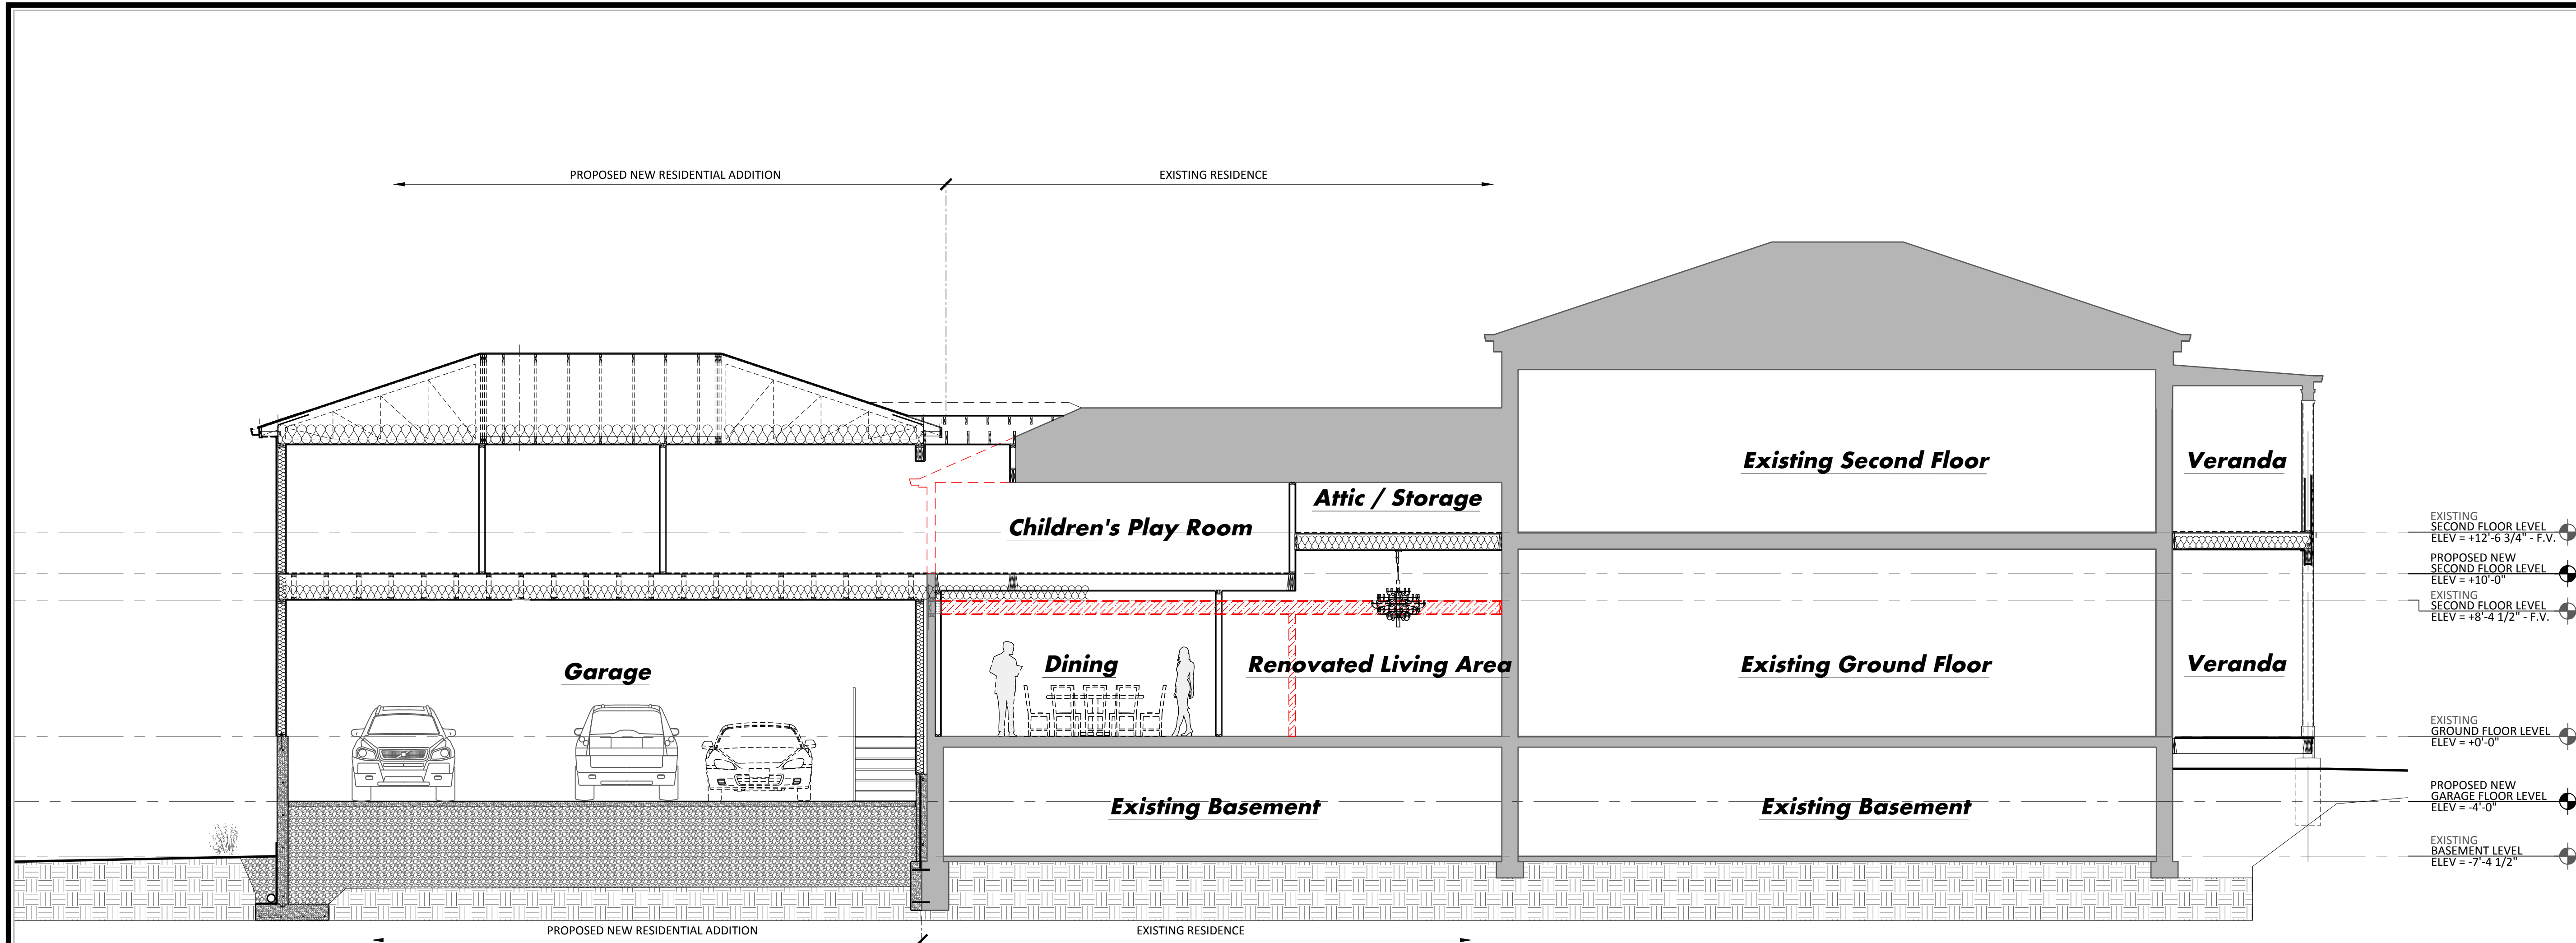 PROPOSED NEW RESIDENTIAL ADDITION
EXISTING RESIDENCE
Existing Second Floor
Veranda
Attic / Storage
Children's Play Room
EXISTING
SECOND FLOOR LEVEL
ELEV = +12'-6 3/4" - F.V.
PROPOSED NEW
SECOND FLOOR LEVEL
ELEV = +10'-0"
EXISTING
SECOND FLOOR LEVEL
ELEV = +8'-4 1/2" - F.V.
Garage
Dining
Renovated Living Area
Existing Ground Floor
Veranda
EXISTING
GROUND FLOOR LEVEL
ELEV = +0'-0"
PROPOSED NEW
GARAGE FLOOR LEVEL
ELEV = -4'-0"
Existing Basement
Existing Basement
EXISTING
BASEMENT LEVEL
ELEV = -7'-4 1/2"
PROPOSED NEW RESIDENTIAL ADDITION
EXISTING RESIDENCE